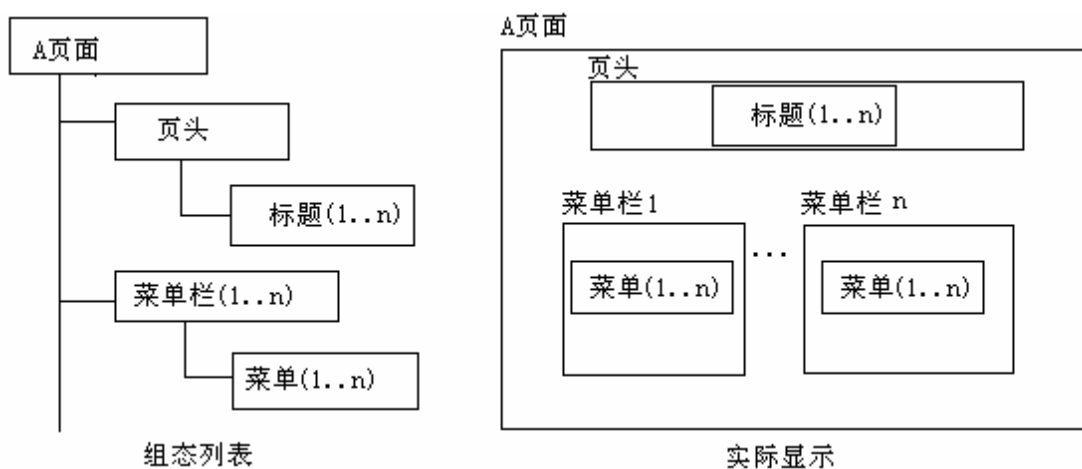 A页面
页头
标题(1..n)
菜单栏(1..n)
菜单(1..n)
组态列表
A页面
页头
标题(1..n)
菜单栏1
菜单栏 n
...
菜单(1..n)
菜单(1..n)
实际显示